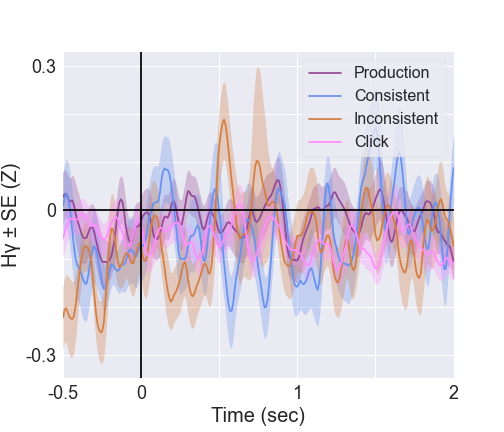 Production
Consistent
Inconsistent
Click
Hγ ± SE (Z)
0.3
0
-0.3
-0.5 0 1 2
Time (sec)